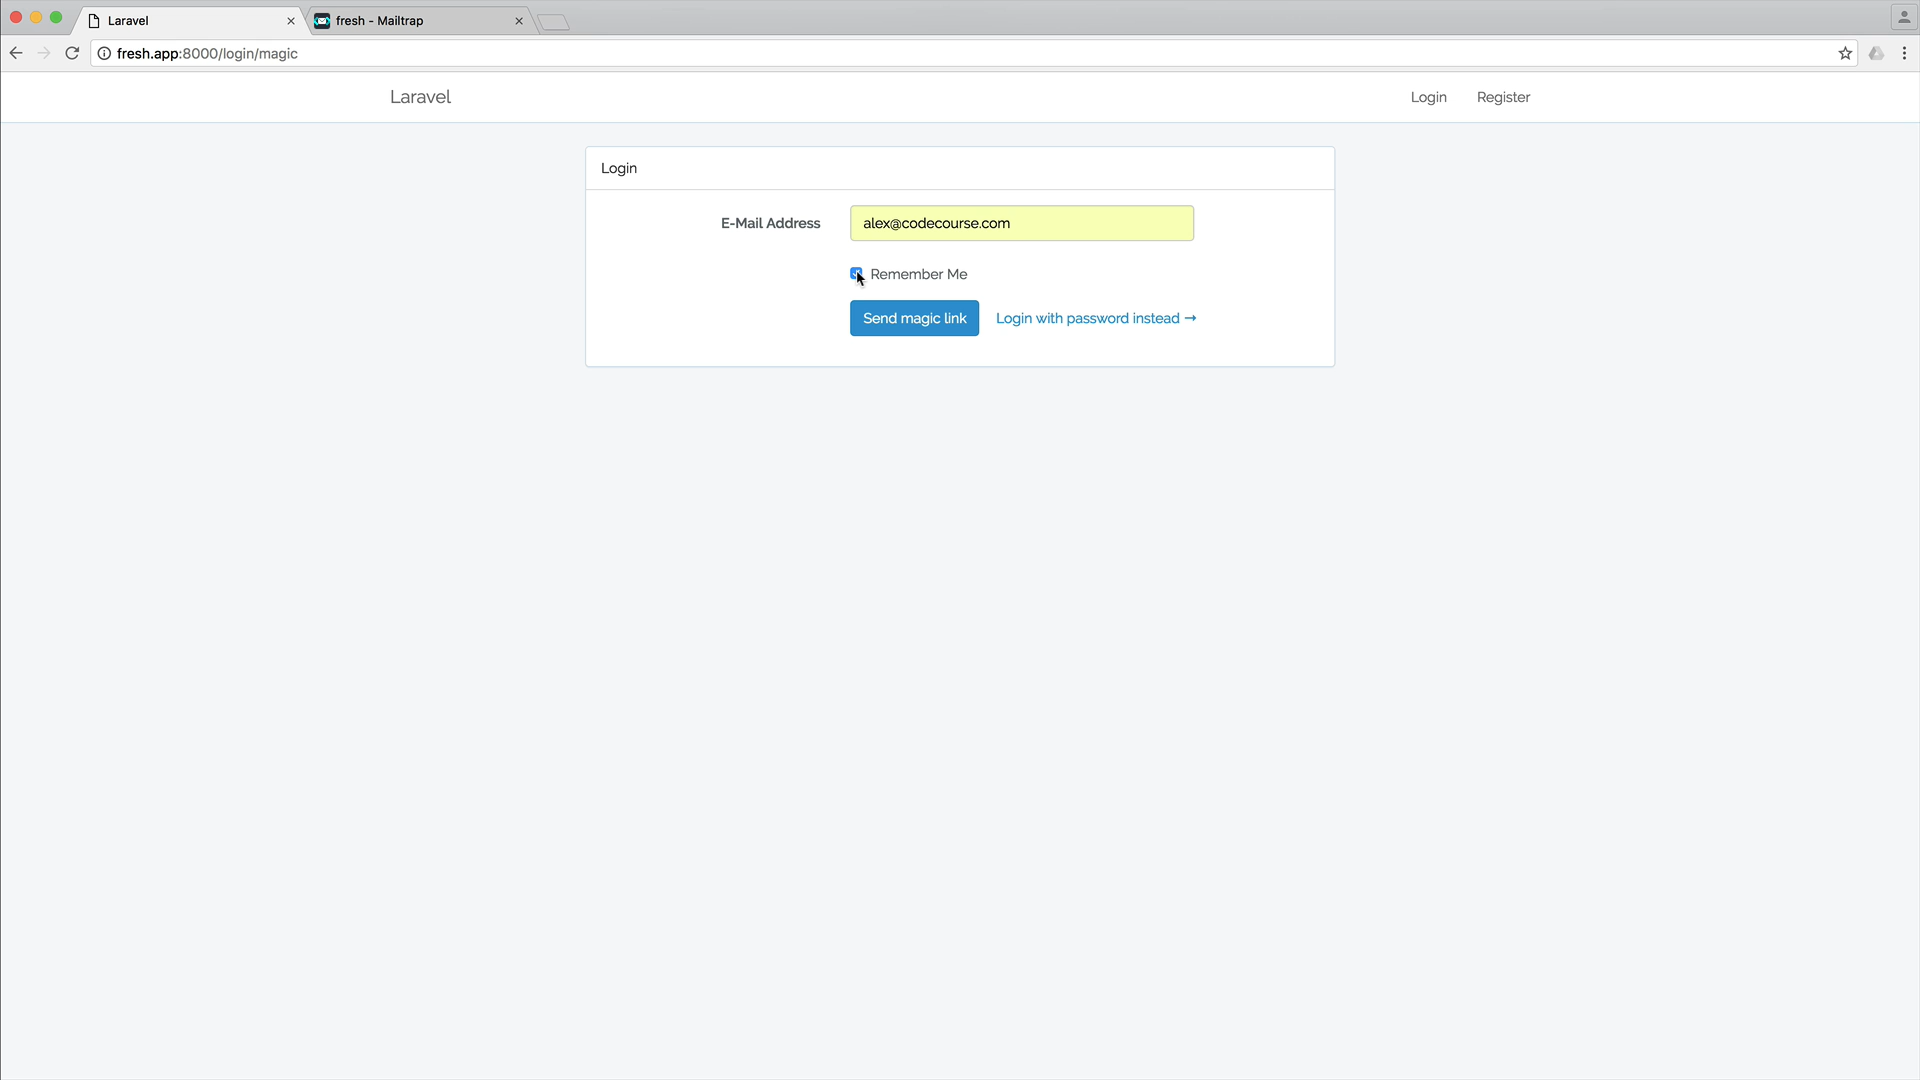 Laravel
fresh - Mailtrap
fresh.app:8000/login/magic
Laravel
Login
Register
Login
E-Mail Address
alex@codecourse.com
Remember Me
Send magic link
Login with password instead →